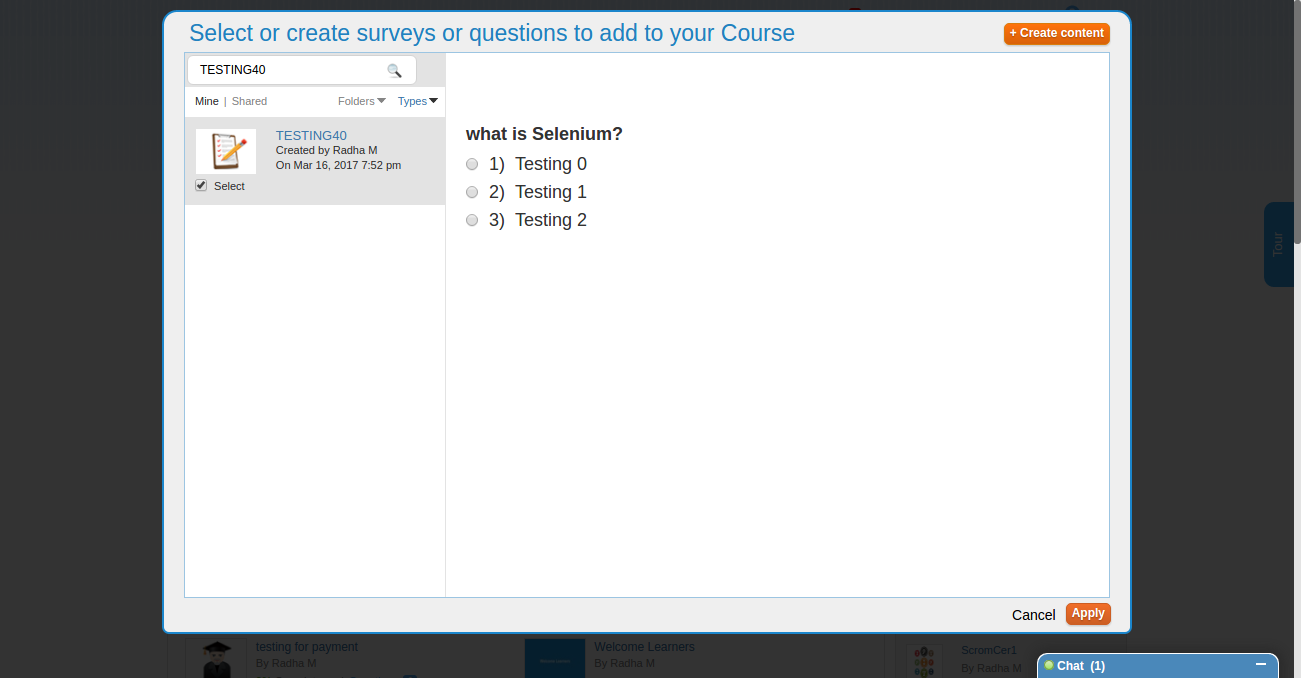 Select or create surveys or questions to add to your Course
+ Create content
TESTING40
Mine | Shared
Folders
Types
TESTING40
Created by Radha M
On Mar 16, 2017 7:52 pm
Select
what is Selenium?
1) Testing 0
2) Testing 1
3) Testing 2
Tour
Cancel
Apply
testing for payment
By Radha M
Welcome Learners
By Radha M
ScromCer1
By Radha M
Chat (1)